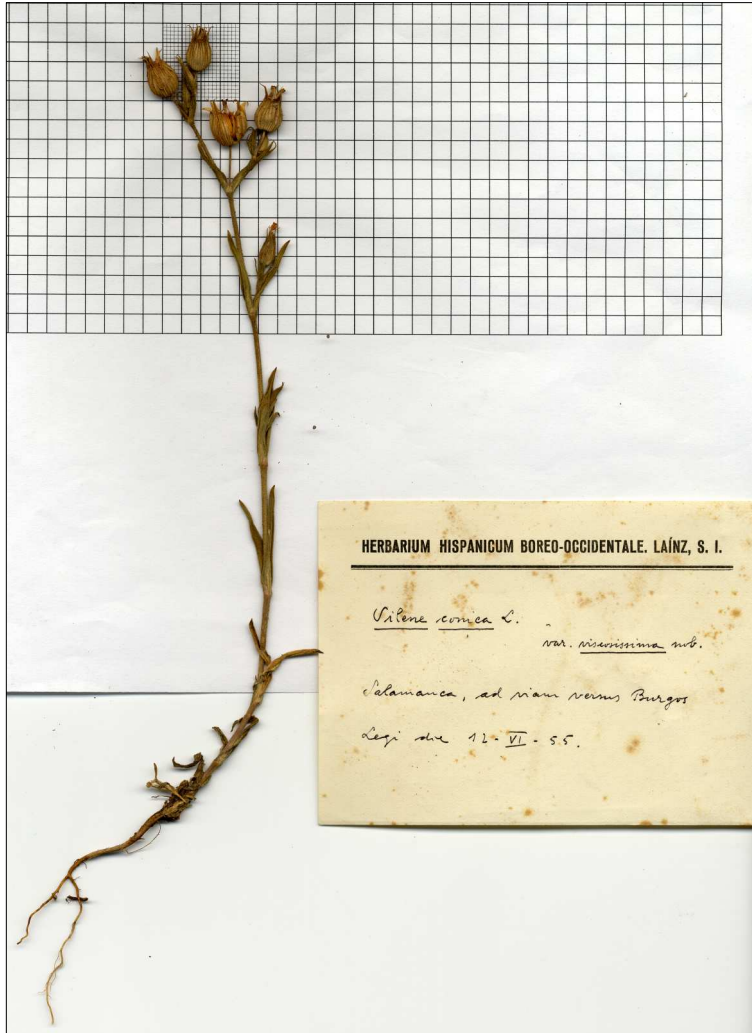 HERBARIUM HISPANICUM BOREO-OCCIDENTALE. LAÍNZ, S. I.
Silene conica L.
var. viscosissima nob.
Salamanca, ad viam versus Burgos
Legi die 12-VI-55.